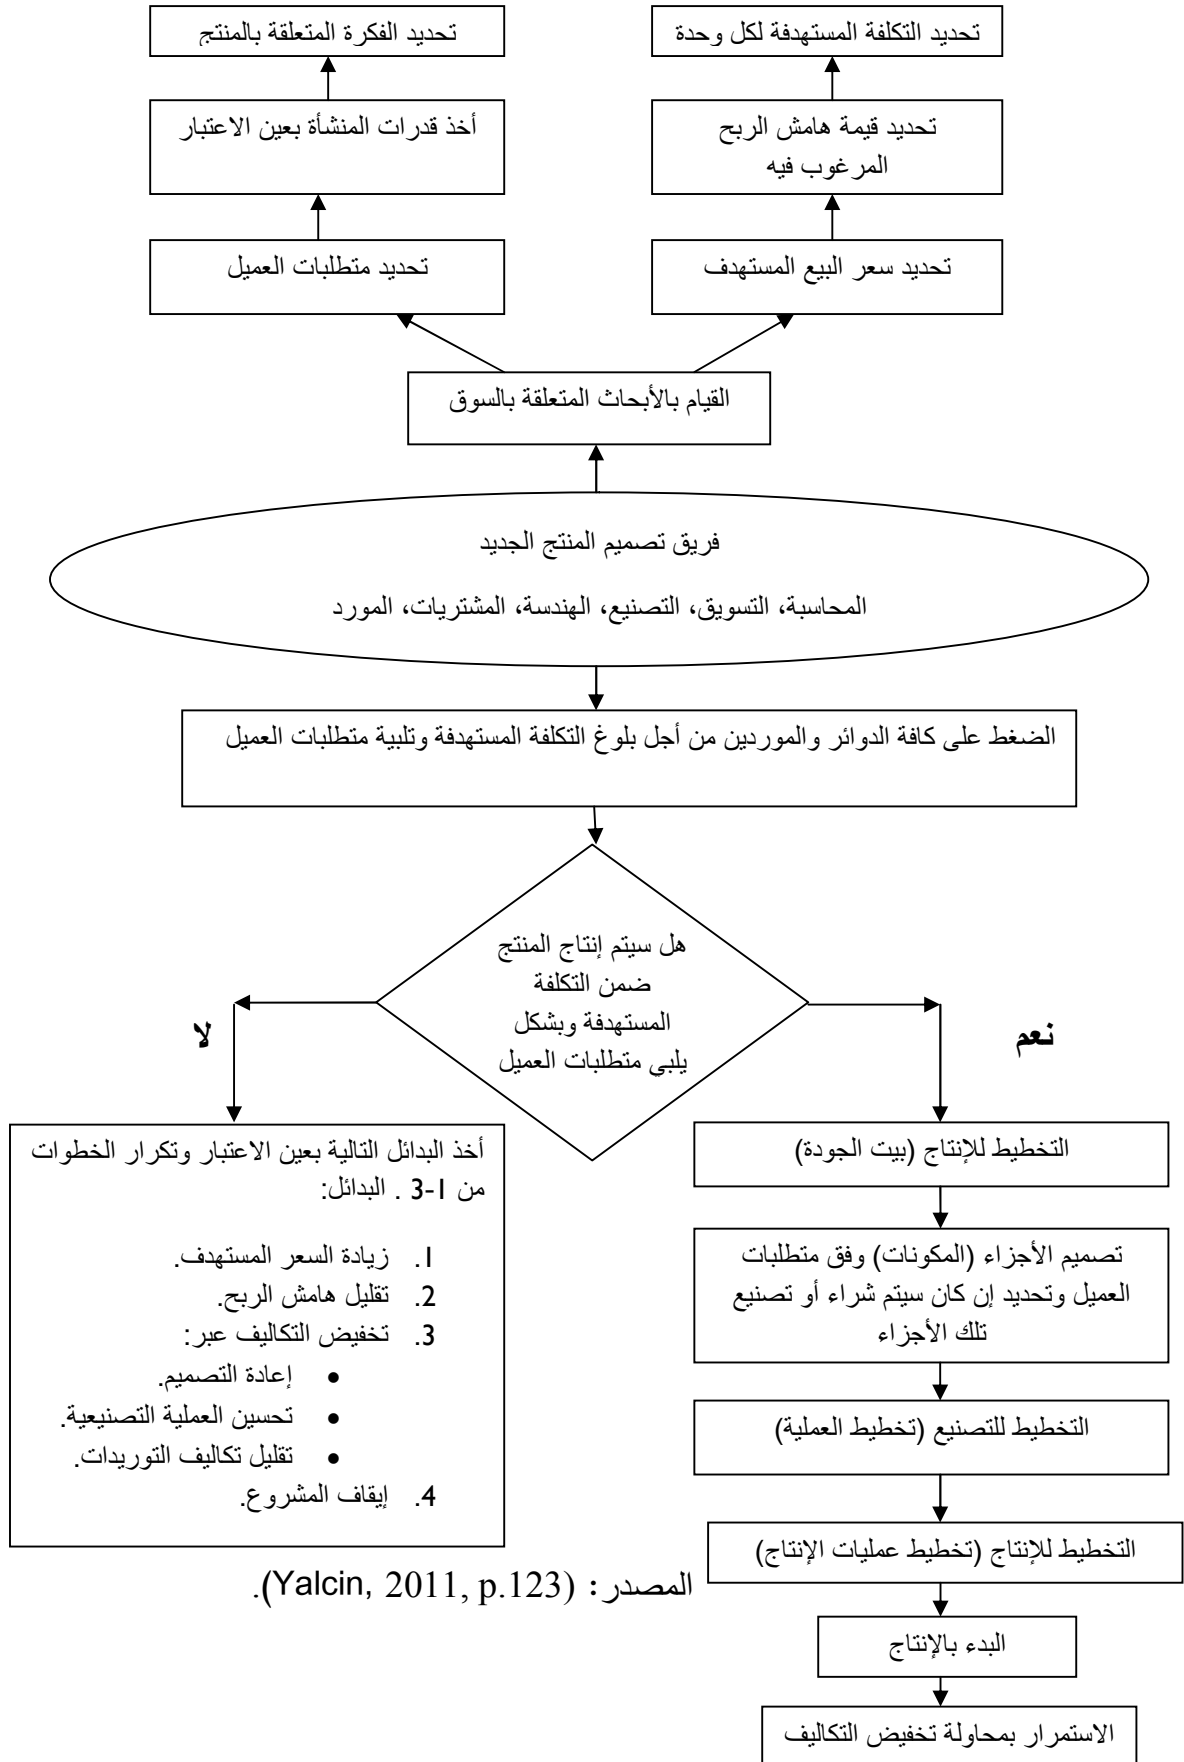 تحديد التكلفة المستهدفة لكل وحدة
تحديد الفكرة المتعلقة بالمنتج
تحديد قيمة هامش الربح
المرغوب فيه
أخذ قدرات المنشأة بعين الاعتبار
تحديد سعر البيع المستهدف
تحديد متطلبات العميل
القيام بالأبحاث المتعلقة بالسوق
فريق تصميم المنتج الجديد
المحاسبة، التسويق، التصنيع، الهندسة، المشتريات، المورد
الضغط على كافة الدوائر والموردين من أجل بلوغ التكلفة المستهدفة وتلبية متطلبات العميل
هل سيتم إنتاج المنتج
ضمن التكلفة
المستهدفة وبشكل
يلبي متطلبات العميل
نعم
لا
التخطيط للإنتاج (بيت الجودة)
تصميم الأجزاء (المكونات) وفق متطلبات
العميل وتحديد إن كان سيتم شراء أو تصنيع
تلك الأجزاء
التخطيط للتصنيع (تخطيط العملية)
التخطيط للإنتاج (تخطيط عمليات الإنتاج)
البدء بالإنتاج
الاستمرار بمحاولة تخفيض التكاليف
أخذ البدائل التالية بعين الاعتبار وتكرار الخطوات
من 1-3 . البدائل:
1. زيادة السعر المستهدف.
2. تقليل هامش الربح.
3. تخفيض التكاليف عبر:
• إعادة التصميم.
• تحسين العملية التصنيعية.
• تقليل تكاليف التوريدات.
4. إيقاف المشروع.
المصدر: (Yalcin, 2011, p.123).